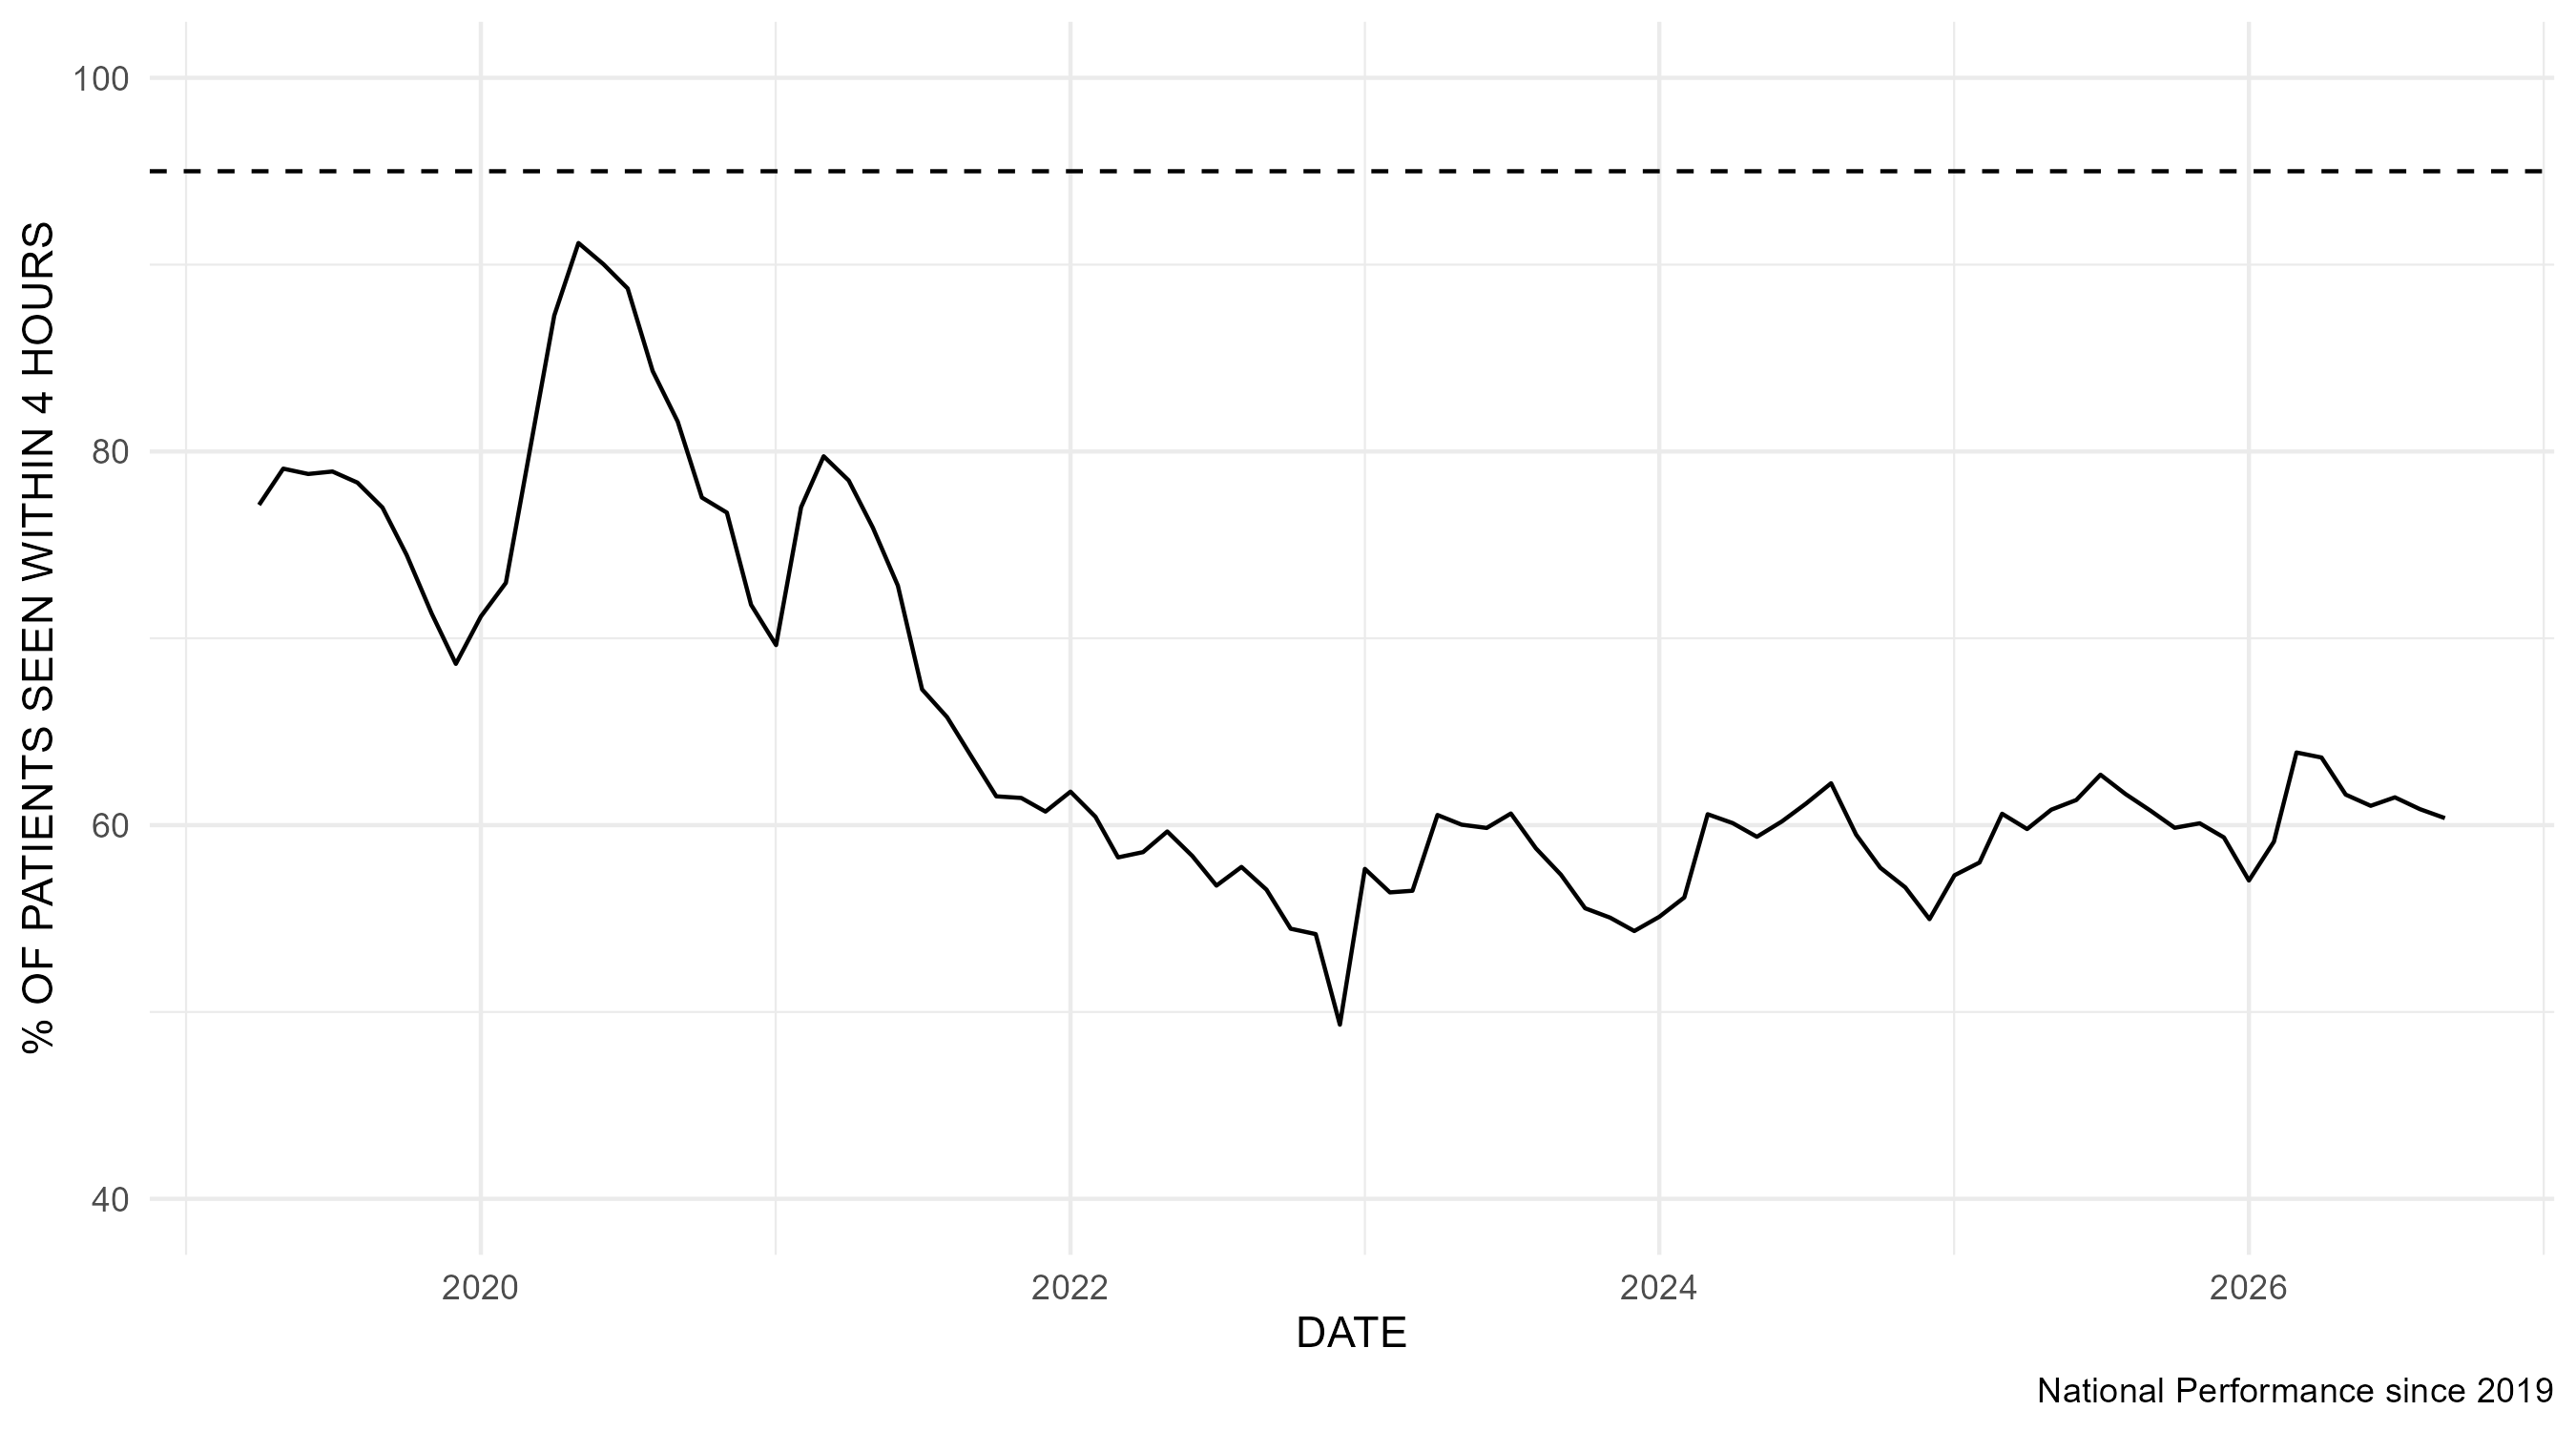 % OF PATIENTS SEEN WITHIN 4 HOURS
100
80
60
40
2020
2022
2024
2026
DATE
National Performance since 2019